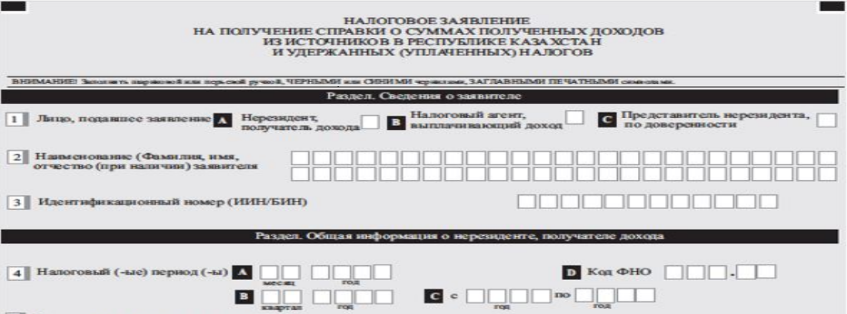 НАЛОГОВОЕ ЗАЯВЛЕНИЕ
НА ПОЛУЧЕНИЕ СПРАВКИ О СУММАХ ПОЛУЧЕННЫХ ДОХОДОВ
ИЗ ИСТОЧНИКОВ В РЕСПУБЛИКЕ КАЗАХСТАН
И УДЕРЖАННЫХ (УПЛАЧЕННЫХ) НАЛОГОВ
ВНИМАНИЕ! Заполнять шариковой или перьевой ручкой, ЧЕРНЫМИ или СИНИМИ чернилами, ЗАГЛАВНЫМИ ПЕЧАТНЫМИ символами.
Раздел. Сведения о заявителе
1 Лицо, подавшее заявление A Нерезидент, получатель дохода B Налоговый агент, выплачивающий доход C Представитель нерезидента, по доверенности
2 Наименование (Фамилия, имя,
отчество (при наличии) заявителя
3 Идентификационный номер (ИИН/БИН)
Раздел. Общая информация о нерезиденте, получателе дохода
4 Налоговый (-ые) период (-ы) A D Код ФНО
месяц год
B C с по
квартал год год год